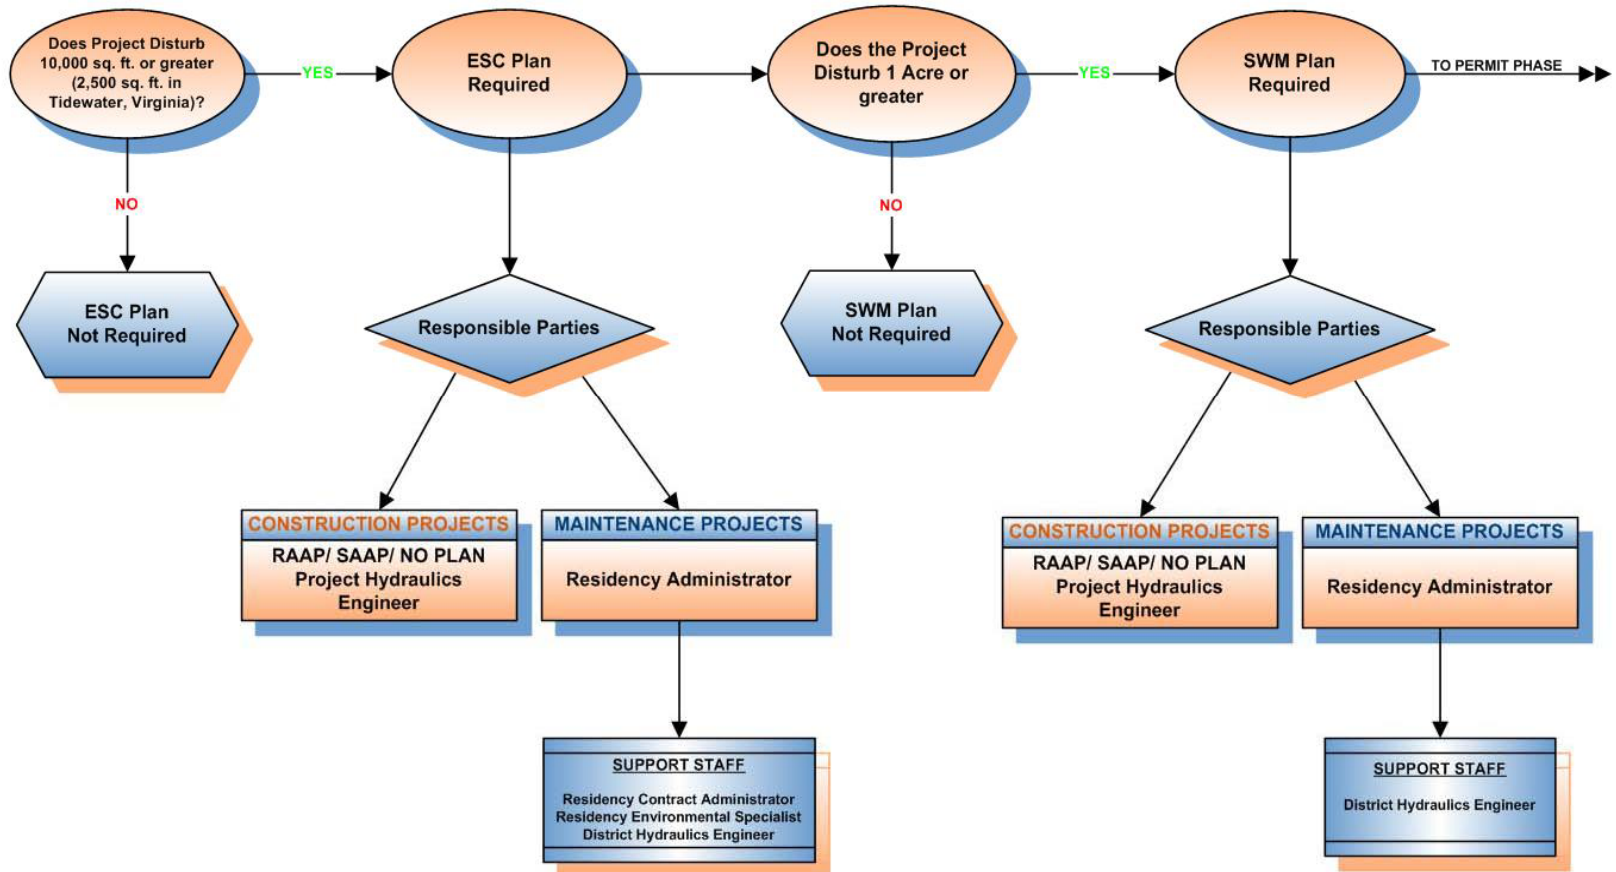 Does Project Disturb
10,000 sq. ft. or greater
(2,500 sq. ft. in
Tidewater, Virginia)?
YES
ESC Plan
Required
Does the Project
Disturb 1 Acre or
greater
YES
SWM Plan
Required
TO PERMIT PHASE
NO
NO
ESC Plan
Not Required
Responsible Parties
SWM Plan
Not Required
Responsible Parties
CONSTRUCTION PROJECTS
RAAP/ SAAP/ NO PLAN
Project Hydraulics
Engineer
MAINTENANCE PROJECTS
Residency Administrator
CONSTRUCTION PROJECTS
RAAP/ SAAP/ NO PLAN
Project Hydraulics
Engineer
MAINTENANCE PROJECTS
Residency Administrator
SUPPORT STAFF
Residency Contract Administrator
Residency Environmental Specialist
District Hydraulics Engineer
SUPPORT STAFF
District Hydraulics Engineer